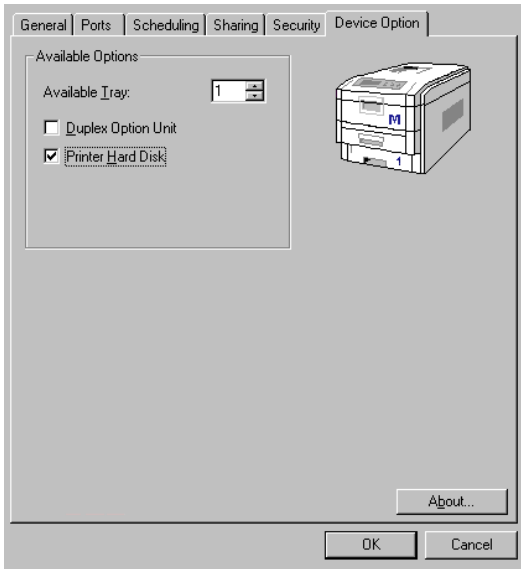 General Ports Scheduling Sharing Security Device Option
Available Options
Available Tray: 1
Duplex Option Unit
Printer Hard Disk
M
1
About...
OK Cancel